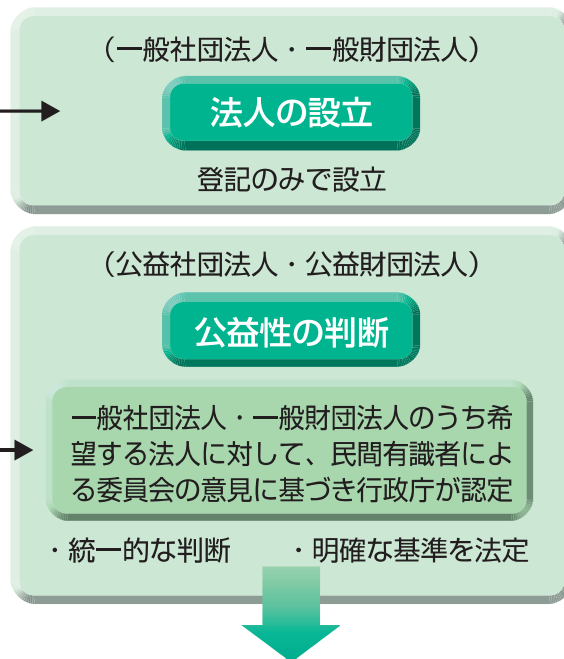 （一般社団法人・一般財団法人）
法人の設立
登記のみで設立
（公益社団法人・公益財団法人）
公益性の判断
一般社団法人・一般財団法人のうち希
望する法人に対して、民間有識者によ
る委員会の意見に基づき行政庁が認定
・統一的な判断　・明確な基準を法定